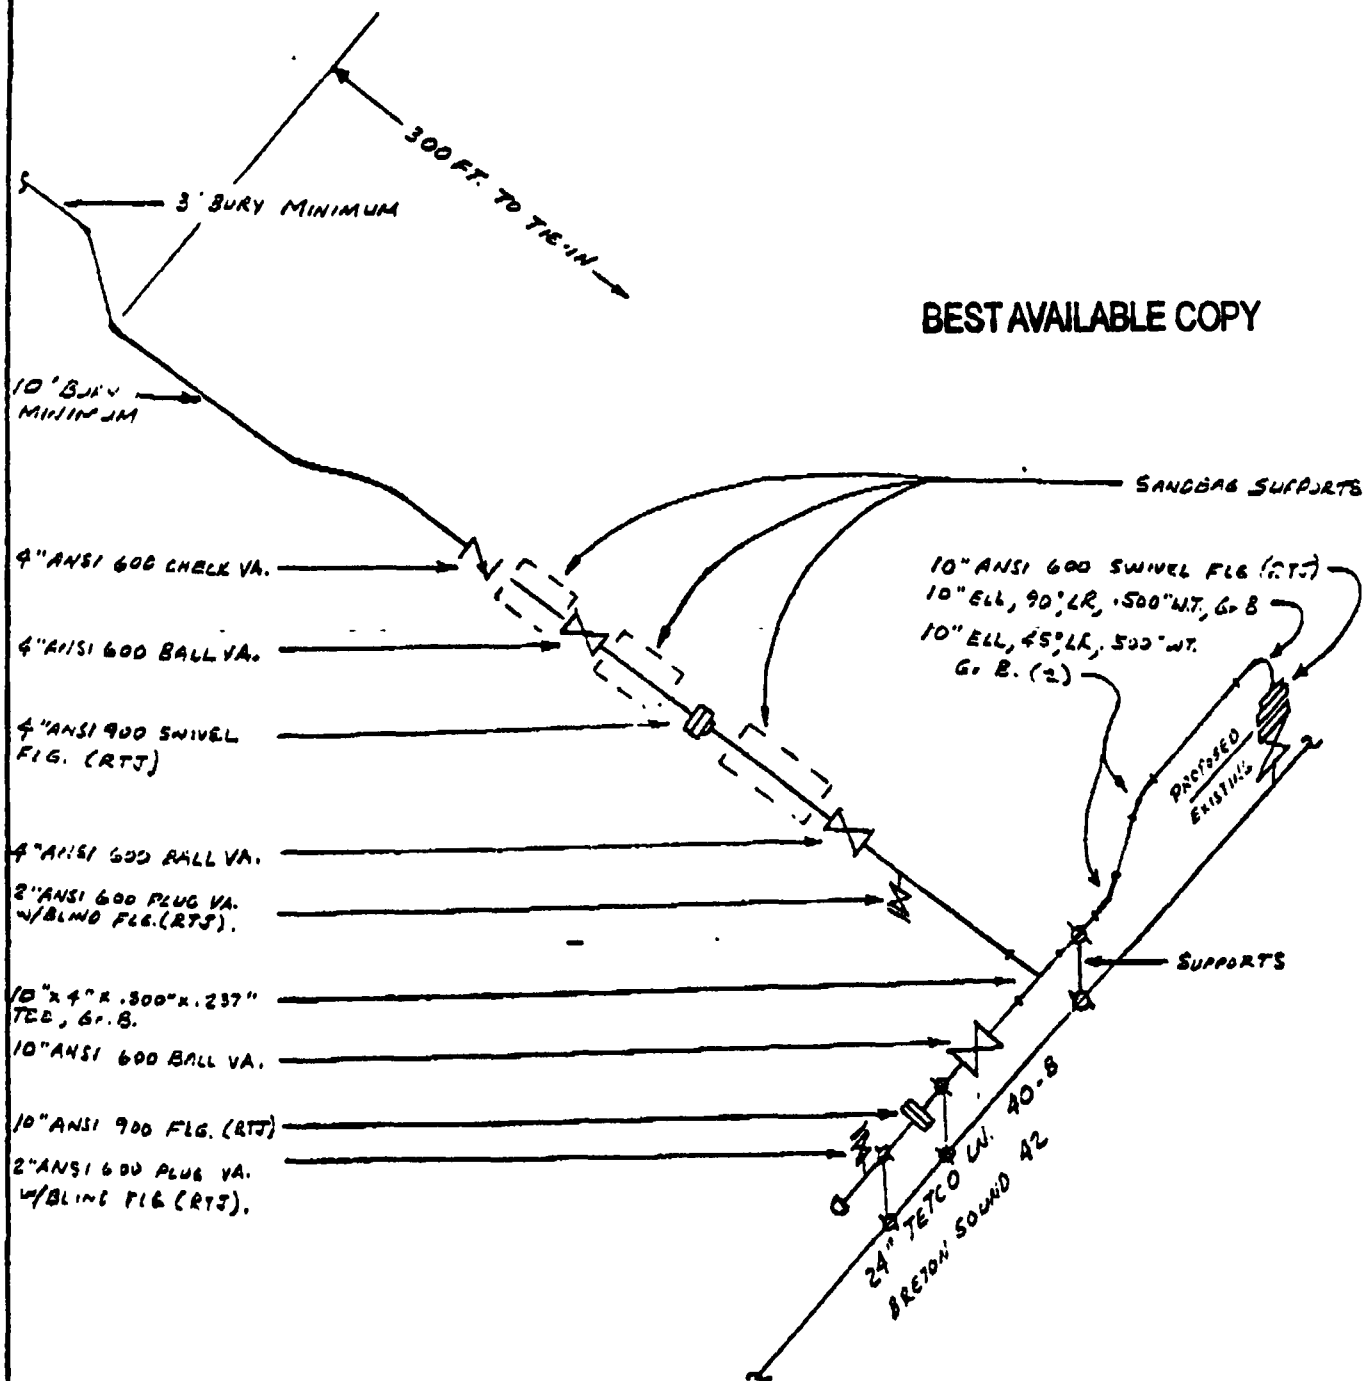 300 FT. TO TIE-IN
3' BURY MINIMUM
BEST AVAILABLE COPY
10' BURY
MINIMUM
SANDBAG SUPPORTS
4" ANSI 600 CHECK VA.
10" ANSI 600 SWIVEL FLG (RTJ)
10" ELL, 90°, LR, .500" W.T., Gr B
10" ELL, 45°, LR, .500" WT.
Gr B. (2)
4" ANSI 600 BALL VA.
4" ANSI 900 SWIVEL
FLG. (RTJ)
PROPOSED
EXISTING
4" ANSI 600 BALL VA.
2" ANSI 600 PLUG VA.
W/BLIND FLG. (RTJ).
SUPPORTS
10" x 4" x .500" x .237"
TEE, Gr. B.
10" ANSI 600 BALL VA.
10" ANSI 900 FLG. (RTJ)
2" ANSI 600 PLUG VA.
W/BLIND FLG (RTJ).
24" TETCO LN. 40-B
BRETON SOUND 42